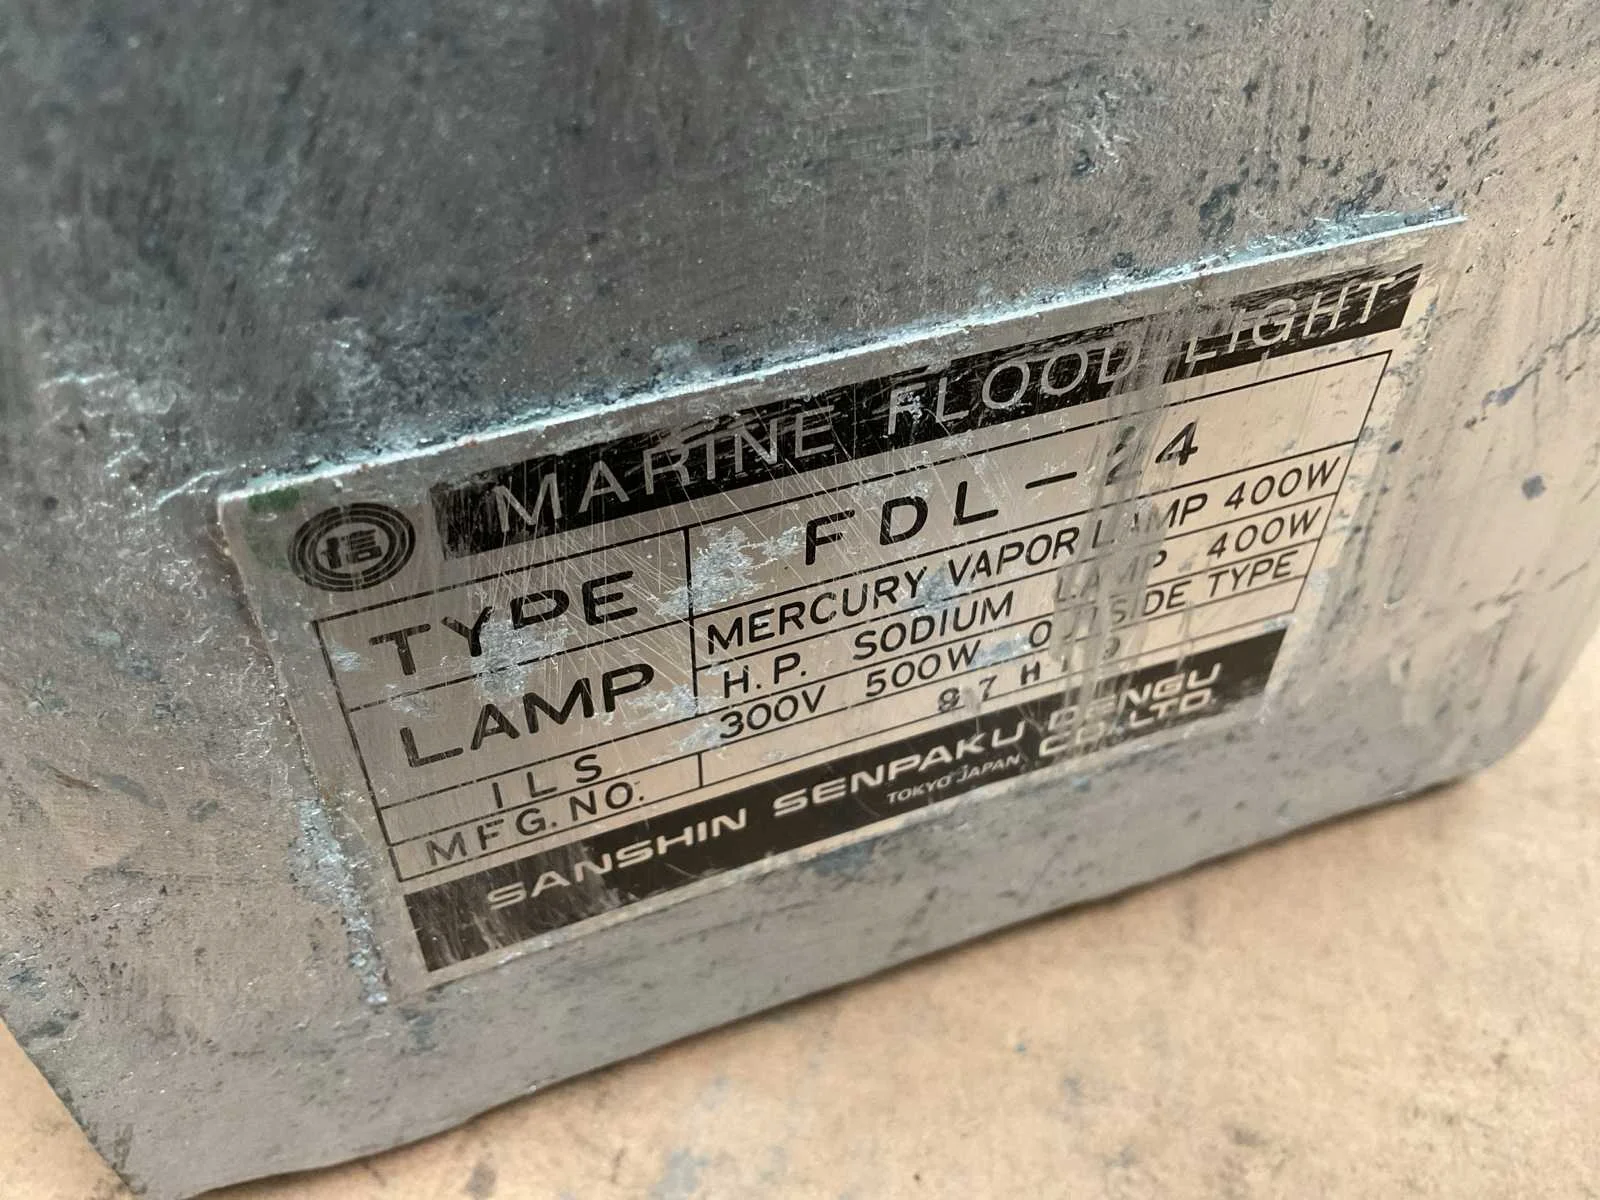 信
MARINE FLOOD LIGHT
TYPE FDL-24
LAMP MERCURY VAPOR LAMP 400W
H.P. SODIUM LAMP 400W
ILS 300V 500W OUTSIDE TYPE
MFG.NO.
SANSHIN SENPAKU DENGU CO.,LTD.
TOKYO JAPAN